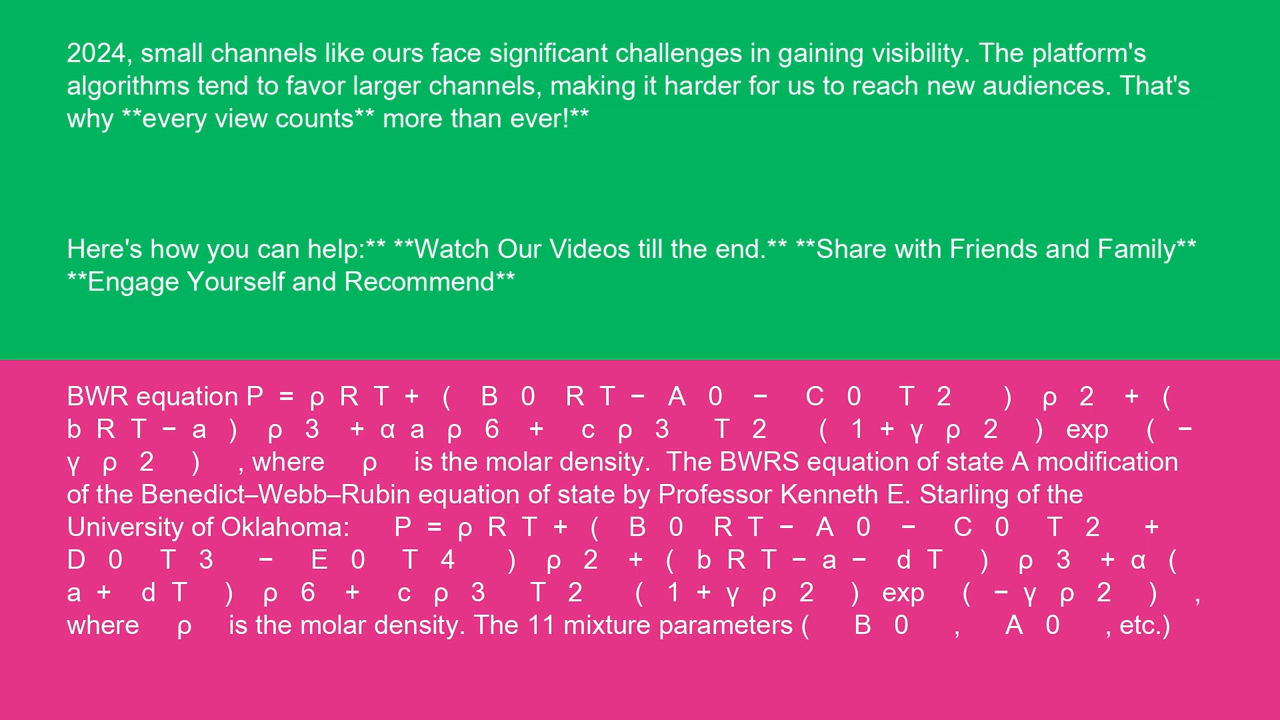 2024, small channels like ours face significant challenges in gaining visibility. The platform's
algorithms tend to favor larger channels, making it harder for us to reach new audiences. That's
why **every view counts** more than ever!**
Here's how you can help:** **Watch Our Videos till the end.** **Share with Friends and Family**
**Engage Yourself and Recommend**
BWR equation P = ρ R T + ( B 0 R T − A 0 − C 0 T 2 ) ρ 2 + (
b R T − a ) ρ 3 + α a ρ 6 + c ρ 3 T 2 ( 1 + γ ρ 2 ) exp ( −
γ ρ 2 ) , where ρ is the molar density. The BWRS equation of state A modification
of the Benedict–Webb–Rubin equation of state by Professor Kenneth E. Starling of the
University of Oklahoma: P = ρ R T + ( B 0 R T − A 0 − C 0 T 2 +
D 0 T 3 − E 0 T 4 ) ρ 2 + ( b R T − a − d T ) ρ 3 + α (
a + d T ) ρ 6 + c ρ 3 T 2 ( 1 + γ ρ 2 ) exp ( − γ ρ 2 ) ,
where ρ is the molar density. The 11 mixture parameters ( B 0 , A 0 , etc.)